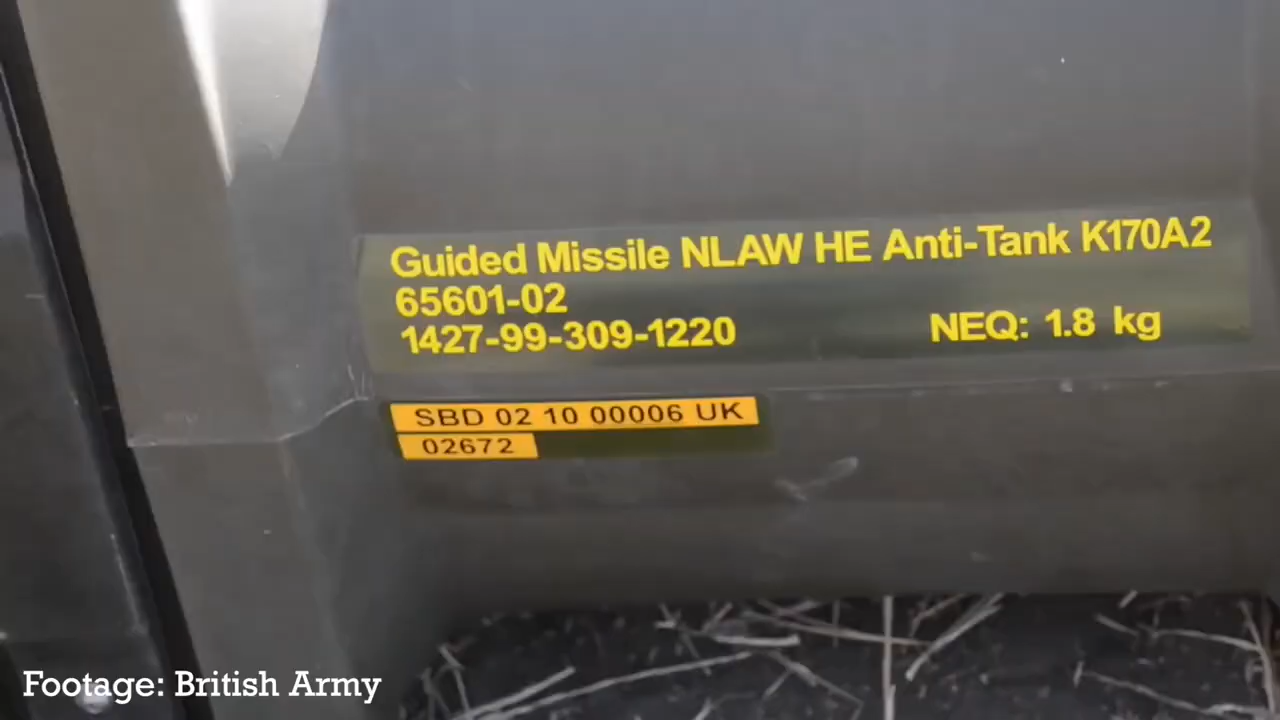 Guided Missile NLAW HE Anti-Tank K170A2
65601-02
1427-99-309-1220 NEQ: 1.8 kg
SBD 02 10 00006 UK
02672
Footage: British Army